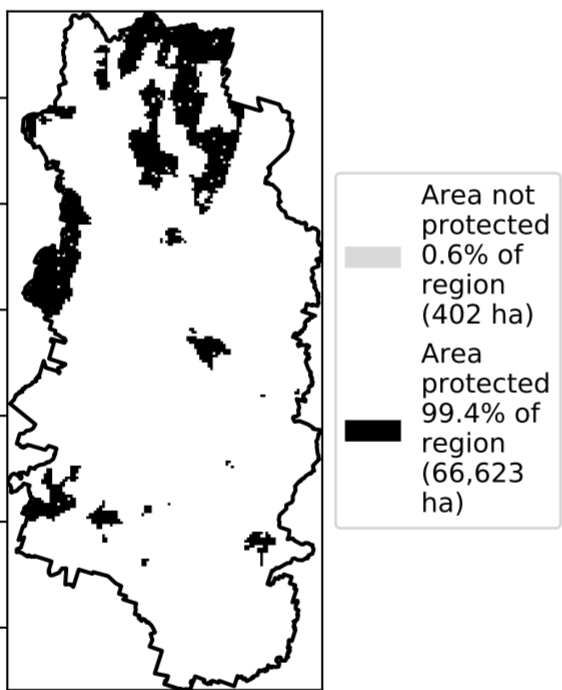 Area not
protected
0.6% of
region
(402 ha)
Area
protected
99.4% of
region
(66,623
ha)